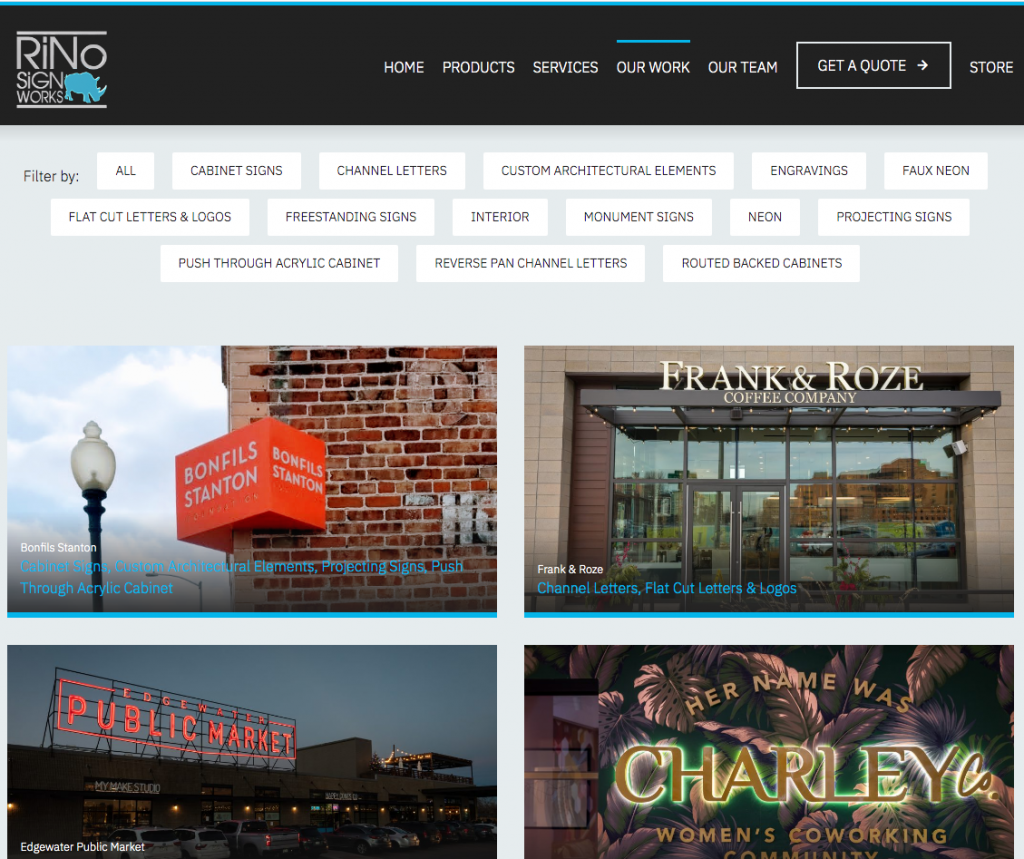 RiNo
SiGN
WORKS
HOME PRODUCTS SERVICES OUR WORK OUR TEAM GET A QUOTE → STORE
Filter by: ALL CABINET SIGNS CHANNEL LETTERS CUSTOM ARCHITECTURAL ELEMENTS ENGRAVINGS FAUX NEON
FLAT CUT LETTERS & LOGOS FREESTANDING SIGNS INTERIOR MONUMENT SIGNS NEON PROJECTING SIGNS
PUSH THROUGH ACRYLIC CABINET REVERSE PAN CHANNEL LETTERS ROUTED BACKED CABINETS
BONFILS
STANTON
FOUNDATION
BONFILS
STANTON
Bonfils Stanton
Cabinet Signs, Custom Architectural Elements, Projecting Signs, Push
Through Acrylic Cabinet
FRANK & ROZE
COFFEE COMPANY
Frank & Roze
Channel Letters, Flat Cut Letters & Logos
EDGEWATER
PUBLIC MARKET
MY MAKE STUDIO
Edgewater Public Market
HER NAME WAS
CHARLEY Co.
WOMEN'S COWORKING
COMMUNITY